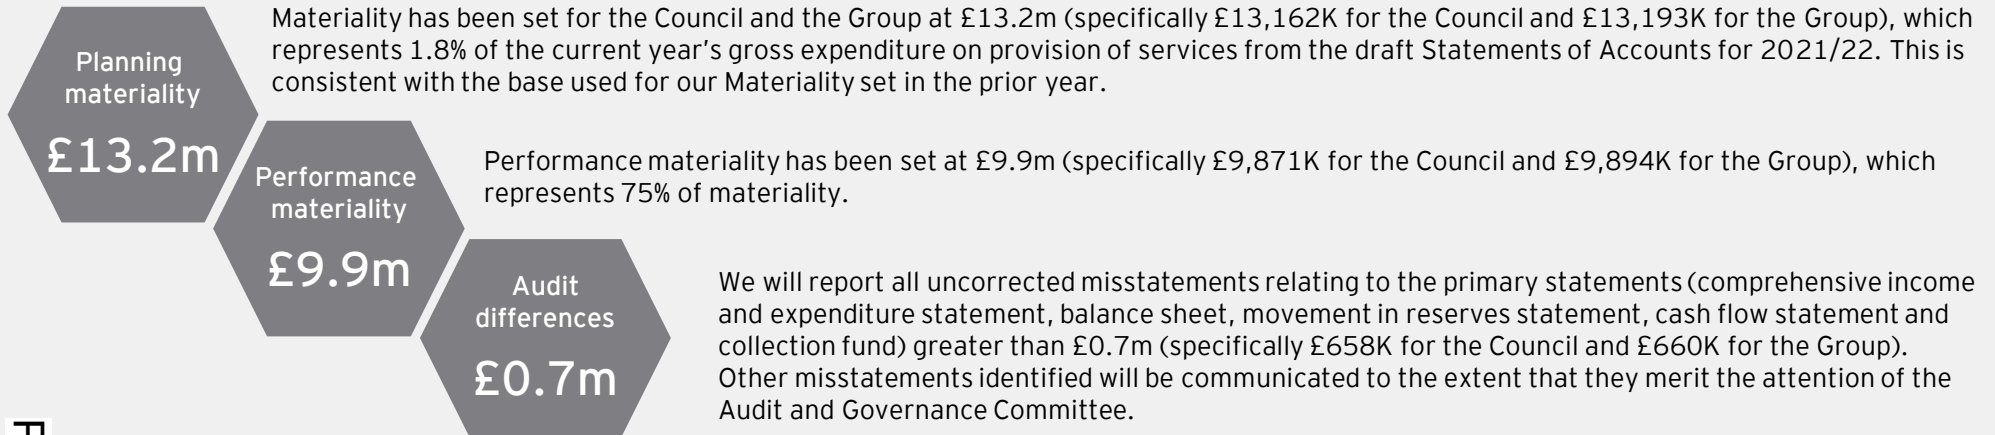 Planning
materiality
£13.2m
Materiality has been set for the Council and the Group at £13.2m (specifically £13,162K for the Council and £13,193K for the Group), which
represents 1.8% of the current year's gross expenditure on provision of services from the draft Statements of Accounts for 2021/22. This is
consistent with the base used for our Materiality set in the prior year.
Performance
materiality
£9.9m
Performance materiality has been set at £9.9m (specifically £9,871K for the Council and £9,894K for the Group), which
represents 75% of materiality.
Audit
differences
£0.7m
We will report all uncorrected misstatements relating to the primary statements (comprehensive income
and expenditure statement, balance sheet, movement in reserves statement, cash flow statement and
collection fund) greater than £0.7m (specifically £658K for the Council and £660K for the Group).
Other misstatements identified will be communicated to the extent that they merit the attention of the
Audit and Governance Committee.